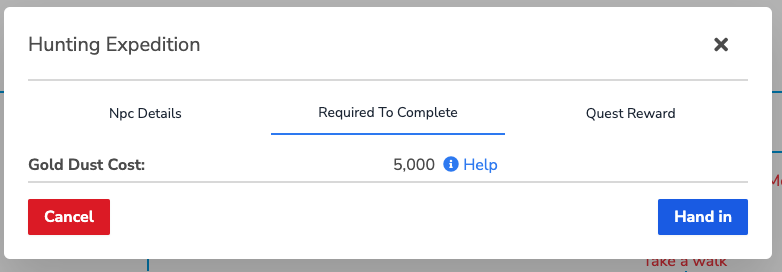 Hunting Expedition
Npc Details Required To Complete Quest Reward
Gold Dust Cost: 5,000 Help
Cancel Hand in
Take a walk